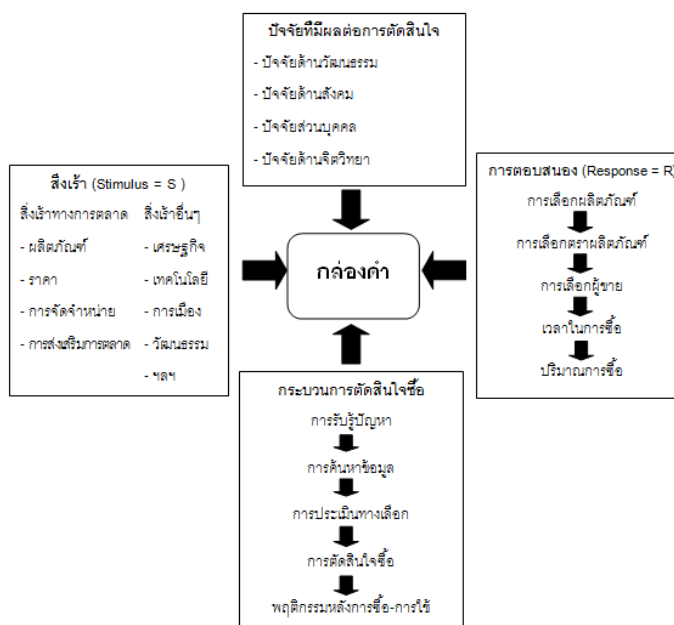 ปัจจัยที่มีผลต่อการตัดสินใจ
- ปัจจัยด้านวัฒนธรรม
- ปัจจัยด้านสังคม
- ปัจจัยส่วนบุคคล
- ปัจจัยด้านจิตวิทยา
สิ่งเร้า (Stimulus = S )
สิ่งเร้าทางการตลาด สิ่งเร้าอื่นๆ
- ผลิตภัณฑ์ - เศรษฐกิจ
- ราคา - เทคโนโลยี
- การจัดจำหน่าย - การเมือง
- การส่งเสริมการตลาด - วัฒนธรรม
- ฯลฯ
กล่องดำ
การตอบสนอง (Response = R)
การเลือกผลิตภัณฑ์
การเลือกตราผลิตภัณฑ์
การเลือกผู้ขาย
เวลาในการซื้อ
ปริมาณการซื้อ
กระบวนการตัดสินใจซื้อ
การรับรู้ปัญหา
การค้นหาข้อมูล
การประเมินทางเลือก
การตัดสินใจซื้อ
พฤติกรรมหลังการซื้อ-การใช้